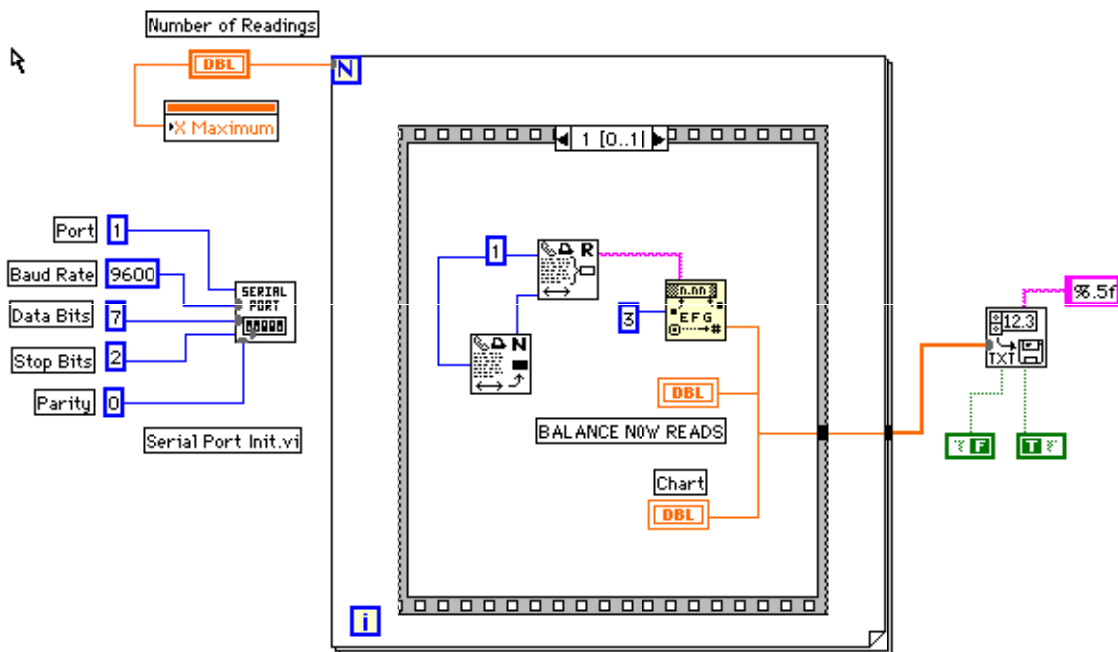 Number of Readings
DBL
N
X Maximum
1 [0..1]
Port 1
Baud Rate 9600
Data Bits 7
Stop Bits 2
Parity 0
SERIAL
PORT
Serial Port Init.vi
1
R
N
n.nn
EFG
#
3
DBL
BALANCE NOW READS
Chart
DBL
i
%.5f
12.3
TXT
F
T